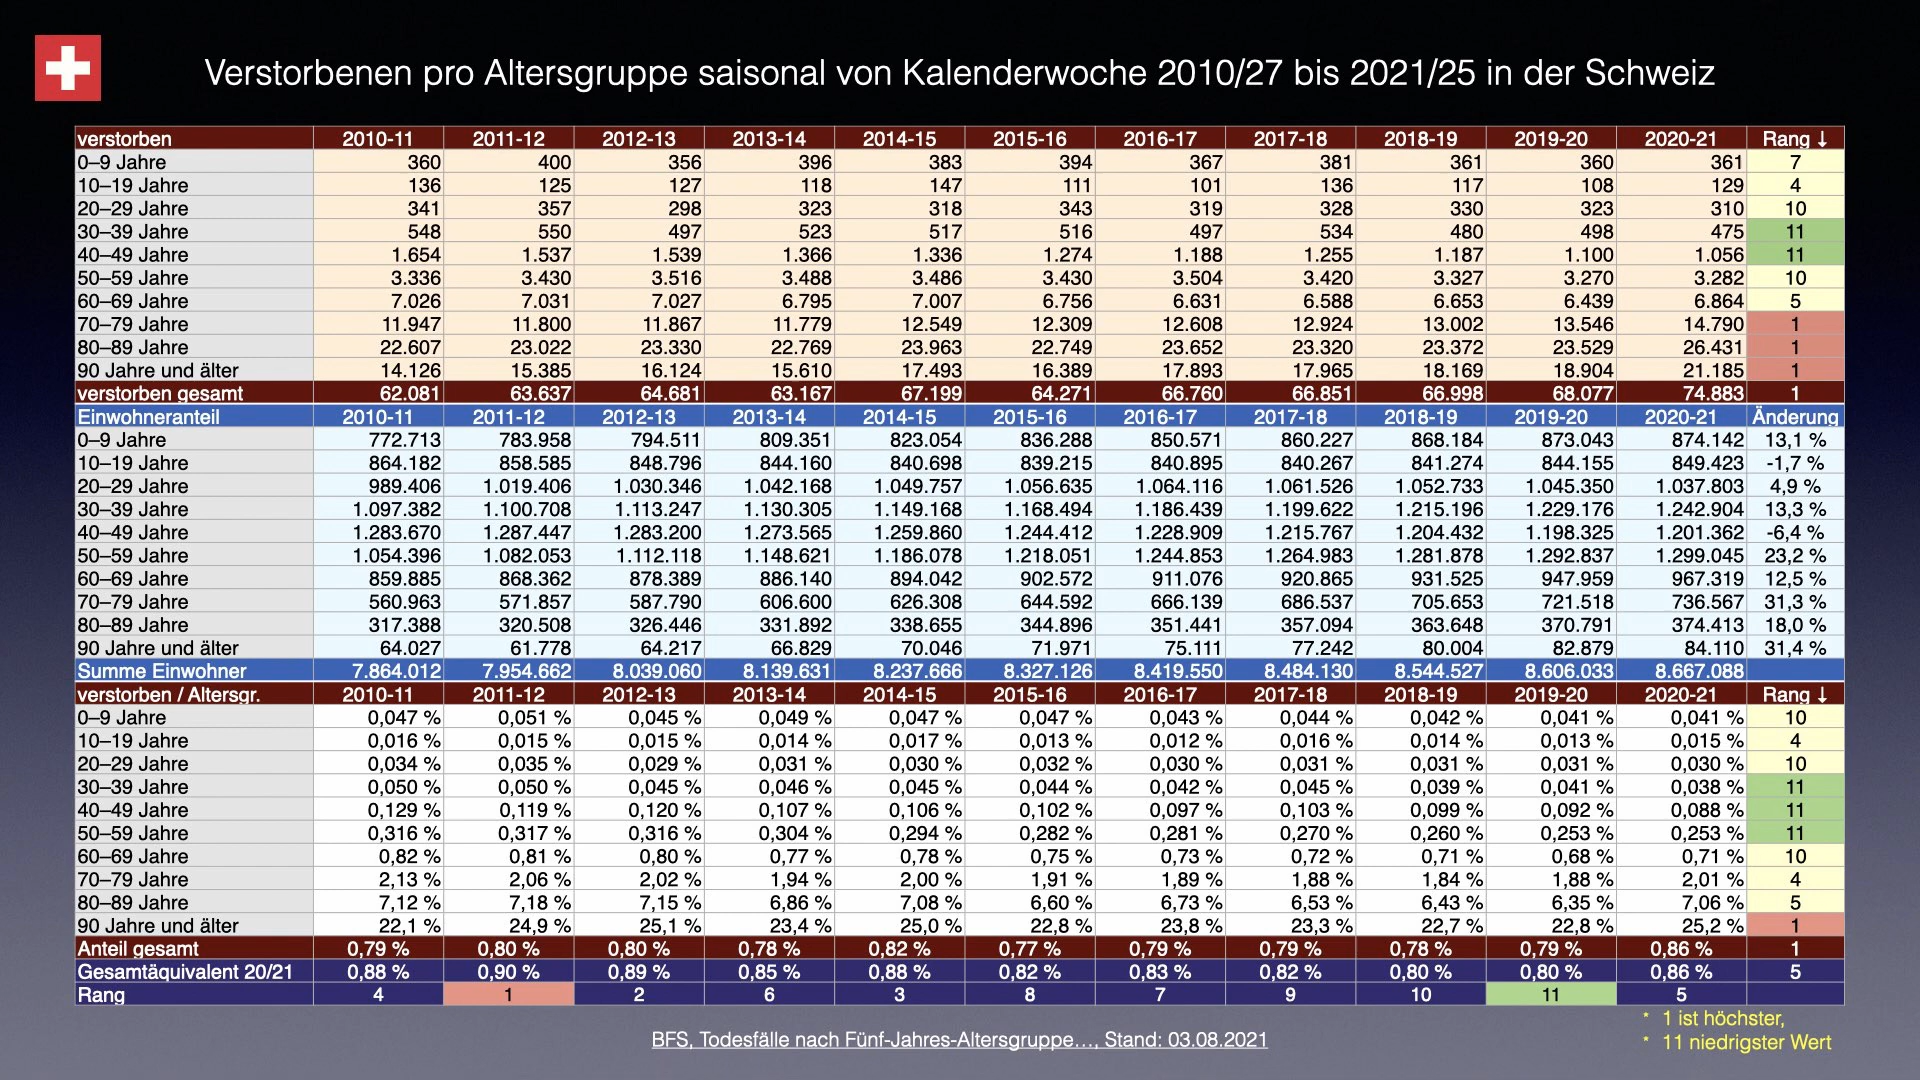 Verstorbenen pro Altersgruppe saisonal von Kalenderwoche 2010/27 bis 2021/25 in der Schweiz
verstorben 2010-11 2011-12 2012-13 2013-14 2014-15 2015-16 2016-17 2017-18 2018-19 2019-20 2020-21 Rang ↓
0–9 Jahre 360 400 356 396 383 394 367 381 361 360 361 7
10–19 Jahre 136 125 127 118 147 111 101 136 117 108 129 4
20–29 Jahre 341 357 298 323 318 343 319 328 330 323 310 10
30–39 Jahre 548 550 497 523 517 516 497 534 480 498 475 11
40–49 Jahre 1.654 1.537 1.539 1.366 1.336 1.274 1.188 1.255 1.187 1.100 1.056 11
50–59 Jahre 3.336 3.430 3.516 3.488 3.486 3.430 3.504 3.420 3.327 3.270 3.282 10
60–69 Jahre 7.026 7.031 7.027 6.795 7.007 6.756 6.631 6.588 6.653 6.439 6.864 5
70–79 Jahre 11.947 11.800 11.867 11.779 12.549 12.309 12.608 12.924 13.002 13.546 14.790 1
80–89 Jahre 22.607 23.022 23.330 22.769 23.963 22.749 23.652 23.320 23.372 23.529 26.431 1
90 Jahre und älter 14.126 15.385 16.124 15.610 17.493 16.389 17.893 17.965 18.169 18.904 21.185 1
verstorben gesamt 62.081 63.637 64.681 63.167 67.199 64.271 66.760 66.851 66.998 68.077 74.883 1
Einwohneranteil 2010-11 2011-12 2012-13 2013-14 2014-15 2015-16 2016-17 2017-18 2018-19 2019-20 2020-21 Änderung
0–9 Jahre 772.713 783.958 794.511 809.351 823.054 836.288 850.571 860.227 868.184 873.043 874.142 13,1 %
10–19 Jahre 864.182 858.585 848.796 844.160 840.698 839.215 840.895 840.267 841.274 844.155 849.423 -1,7 %
20–29 Jahre 989.406 1.019.406 1.030.346 1.042.168 1.049.757 1.056.635 1.064.116 1.061.526 1.052.733 1.045.350 1.037.803 4,9 %
30–39 Jahre 1.097.382 1.100.708 1.113.247 1.130.305 1.149.168 1.168.494 1.186.439 1.199.622 1.215.196 1.229.176 1.242.904 13,3 %
40–49 Jahre 1.283.670 1.287.447 1.283.200 1.273.565 1.259.860 1.244.412 1.228.909 1.215.767 1.204.432 1.198.325 1.201.362 -6,4 %
50–59 Jahre 1.054.396 1.082.053 1.112.118 1.148.621 1.186.078 1.218.051 1.244.853 1.264.983 1.281.878 1.292.837 1.299.045 23,2 %
60–69 Jahre 859.885 868.362 878.389 886.140 894.042 902.572 911.076 920.865 931.525 947.959 967.319 12,5 %
70–79 Jahre 560.963 571.857 587.790 606.600 626.308 644.592 666.139 686.537 705.653 721.518 736.567 31,3 %
80–89 Jahre 317.388 320.508 326.446 331.892 338.655 344.896 351.441 357.094 363.648 370.791 374.413 18,0 %
90 Jahre und älter 64.027 61.778 64.217 66.829 70.046 71.971 75.111 77.242 80.004 82.879 84.110 31,4 %
Summe Einwohner 7.864.012 7.954.662 8.039.060 8.139.631 8.237.666 8.327.126 8.419.550 8.484.130 8.544.527 8.606.033 8.667.088
verstorben / Altersgr. 2010-11 2011-12 2012-13 2013-14 2014-15 2015-16 2016-17 2017-18 2018-19 2019-20 2020-21 Rang ↓
0–9 Jahre 0,047 % 0,051 % 0,045 % 0,049 % 0,047 % 0,047 % 0,043 % 0,044 % 0,042 % 0,041 % 0,041 % 10
10–19 Jahre 0,016 % 0,015 % 0,015 % 0,014 % 0,017 % 0,013 % 0,012 % 0,016 % 0,014 % 0,013 % 0,015 % 4
20–29 Jahre 0,034 % 0,035 % 0,029 % 0,031 % 0,030 % 0,032 % 0,030 % 0,031 % 0,031 % 0,031 % 0,030 % 10
30–39 Jahre 0,050 % 0,050 % 0,045 % 0,046 % 0,045 % 0,044 % 0,042 % 0,045 % 0,039 % 0,041 % 0,038 % 11
40–49 Jahre 0,129 % 0,119 % 0,120 % 0,107 % 0,106 % 0,102 % 0,097 % 0,103 % 0,099 % 0,092 % 0,088 % 11
50–59 Jahre 0,316 % 0,317 % 0,316 % 0,304 % 0,294 % 0,282 % 0,281 % 0,270 % 0,260 % 0,253 % 0,253 % 11
60–69 Jahre 0,82 % 0,81 % 0,80 % 0,77 % 0,78 % 0,75 % 0,73 % 0,72 % 0,71 % 0,68 % 0,71 % 10
70–79 Jahre 2,13 % 2,06 % 2,02 % 1,94 % 2,00 % 1,91 % 1,89 % 1,88 % 1,84 % 1,88 % 2,01 % 4
80–89 Jahre 7,12 % 7,18 % 7,15 % 6,86 % 7,08 % 6,60 % 6,73 % 6,53 % 6,43 % 6,35 % 7,06 % 5
90 Jahre und älter 22,1 % 24,9 % 25,1 % 23,4 % 25,0 % 22,8 % 23,8 % 23,3 % 22,7 % 22,8 % 25,2 % 1
Anteil gesamt 0,79 % 0,80 % 0,80 % 0,78 % 0,82 % 0,77 % 0,79 % 0,79 % 0,78 % 0,79 % 0,86 % 1
Gesamtäquivalent 20/21 0,88 % 0,90 % 0,89 % 0,85 % 0,88 % 0,82 % 0,83 % 0,82 % 0,80 % 0,80 % 0,86 % 5
Rang 4 1 2 6 3 8 7 9 10 11 5
* 1 ist höchster,
* 11 niedrigster Wert
BFS, Todesfälle nach Fünf-Jahres-Altersgruppe…, Stand: 03.08.2021